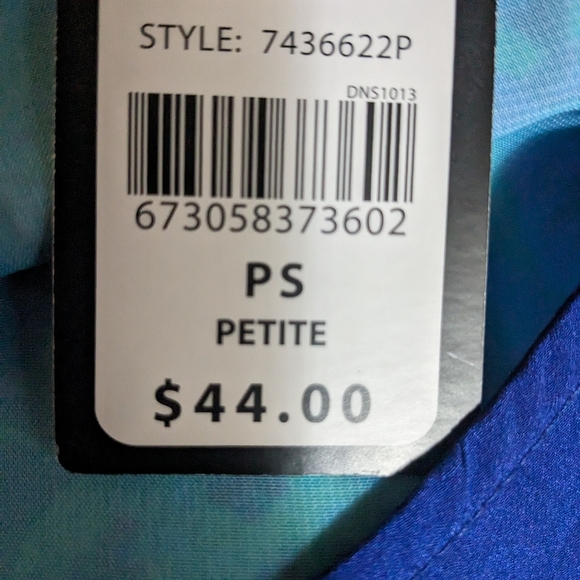 STYLE: 7436622P
DNS1013
673058373602
PS
PETITE
$44.00